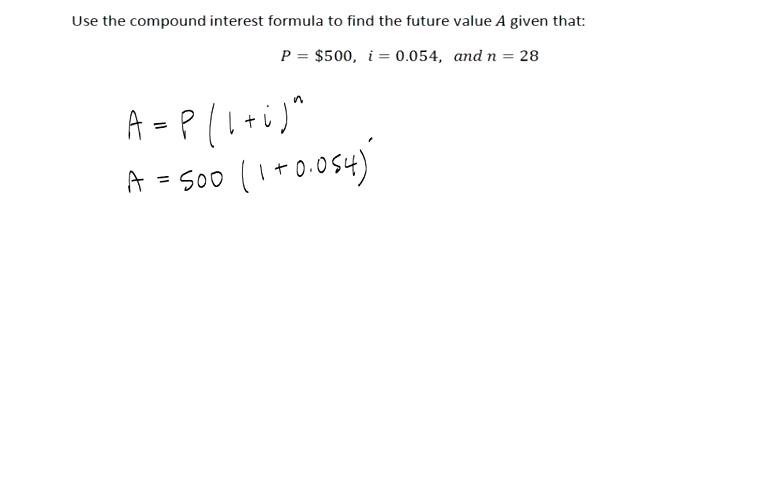 Use the compound interest formula to find the future value A given that:
P = $500, i = 0.054, and n = 28
A = P(1+i)ⁿ
A = 500 (1+0.054)